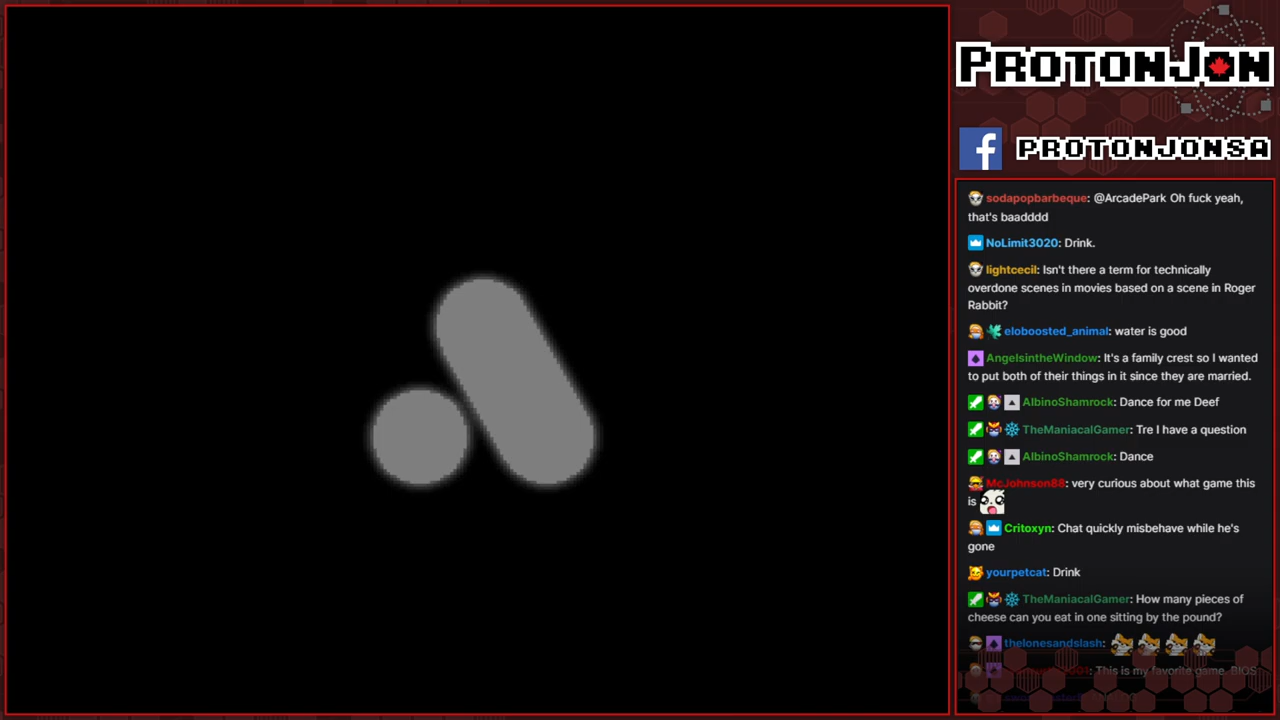 PROTONJON
PROTONJONSA
sodapopbarbeque: @ArcadePark Oh fuck yeah,
that's baadddd
NoLimit3020: Drink.
lightcecil: Isn't there a term for technically
overdone scenes in movies based on a scene in Roger
Rabbit?
eloboosted_animal: water is good
AngelsintheWindow: It's a family crest so I wanted
to put both of their things in it since they are married.
AlbinoShamrock: Dance for me Deef
TheManiacalGamer: Tre I have a question
AlbinoShamrock: Dance
McJohnson88: very curious about what game this
is
Critoxyn: Chat quickly misbehave while he's
gone
yourpetcat: Drink
TheManiacalGamer: How many pieces of
cheese can you eat in one sitting by the pound?
thelonesandslash:
This is my favorite game. BIOS